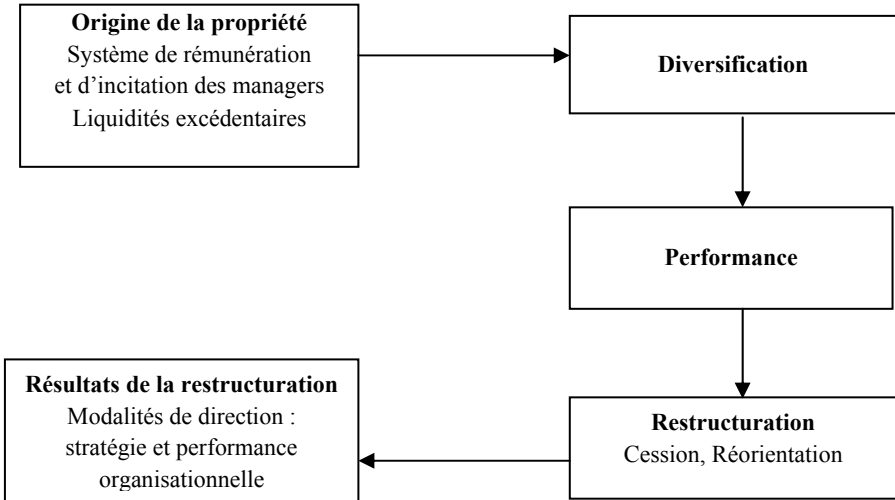 Origine de la propriété
Système de rémunération
et d'incitation des managers
Liquidités excédentaires
Diversification
Performance
Restructuration
Cession, Réorientation
Résultats de la restructuration
Modalités de direction :
stratégie et performance
organisationnelle